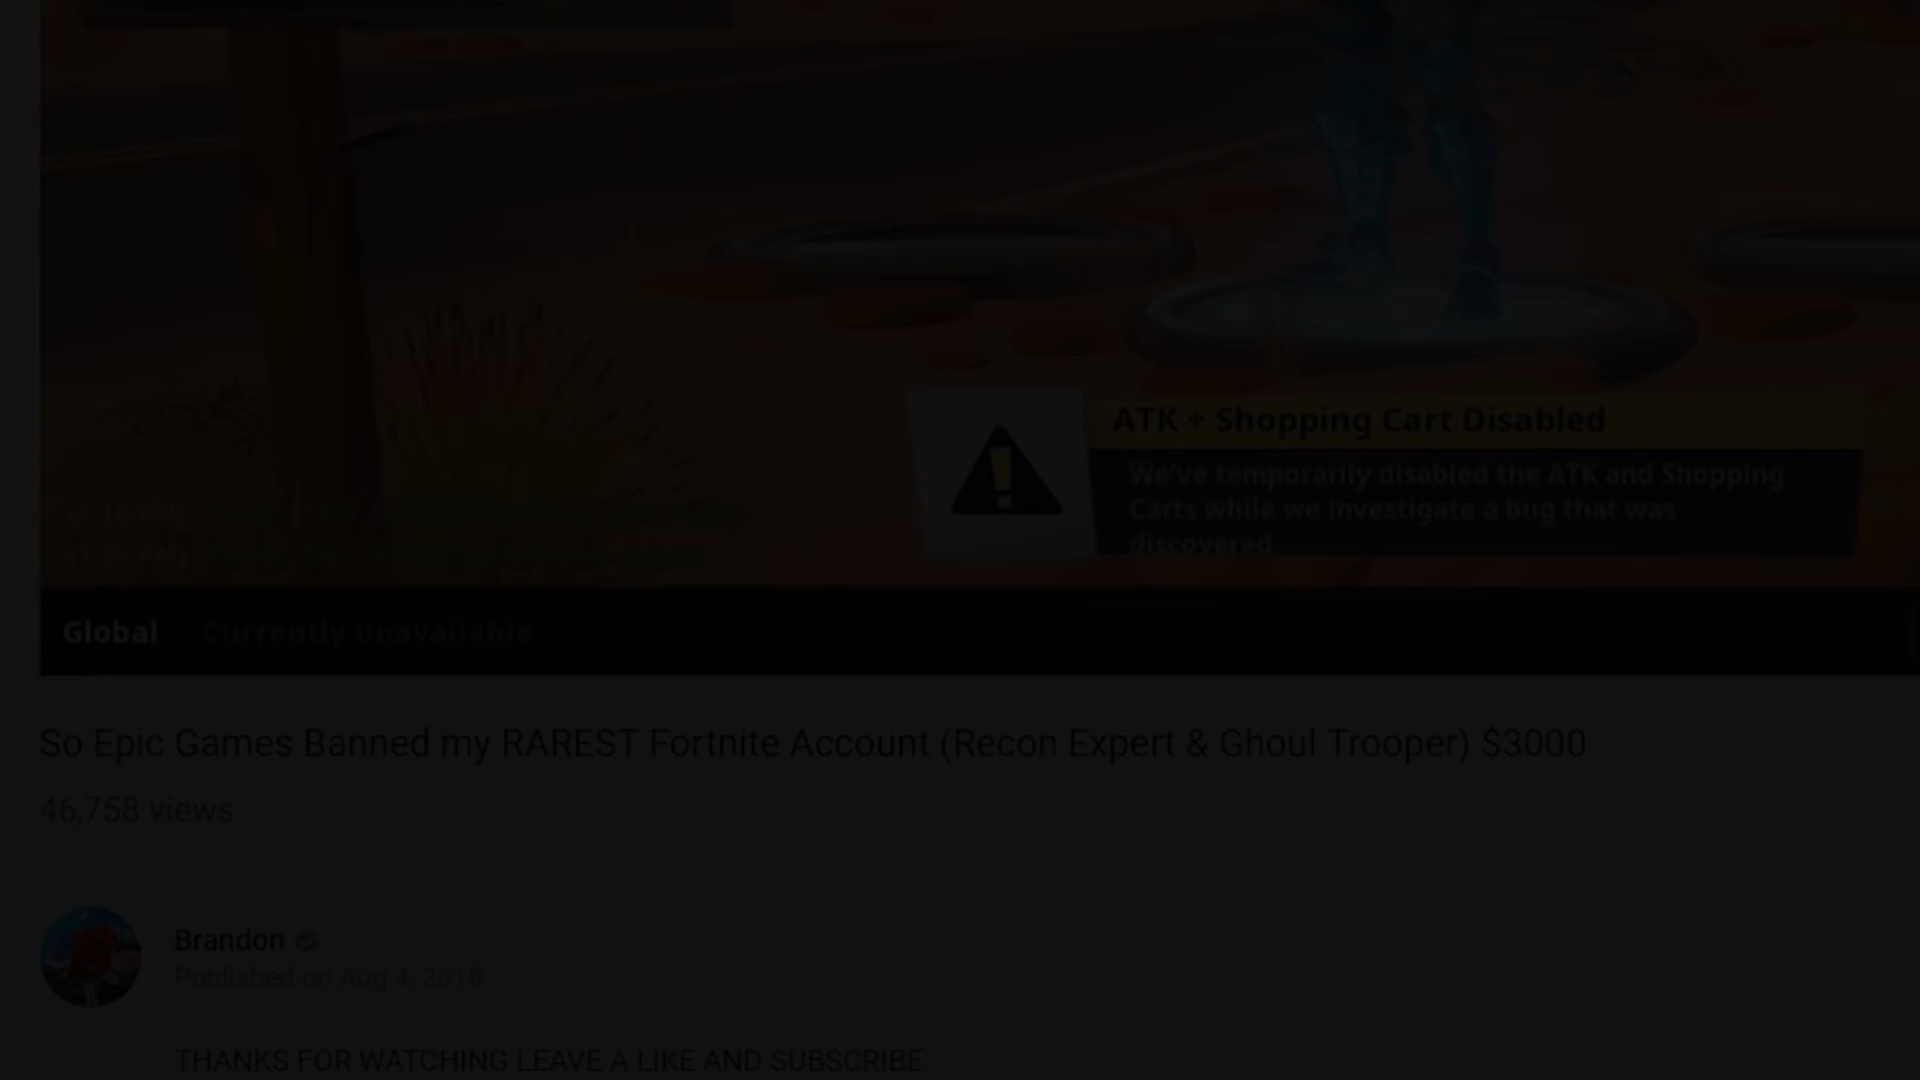 ATK + Shopping Cart Disabled
We've temporarily disabled the ATK and Shopping
Carts while we investigate a bug that was
discovered
Global Currently unavailable.
So Epic Games Banned my RAREST Fortnite Account (Recon Expert & Ghoul Trooper) $3000
46,758 views
Brandon
Published on Aug 4, 2018
THANKS FOR WATCHING LEAVE A LIKE AND SUBSCRIBE